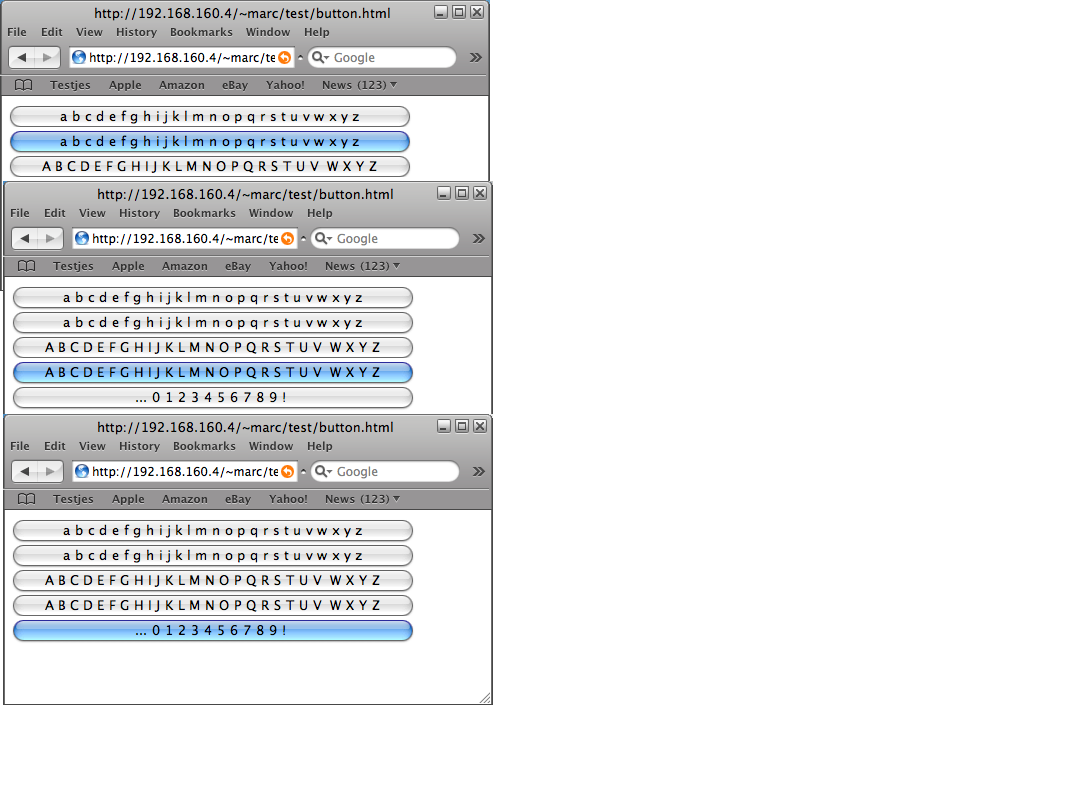 http://192.168.160.4/~marc/test/button.html
File Edit View History Bookmarks Window Help
http://192.168.160.4/~marc/te Google
Testjes Apple Amazon eBay Yahoo! News (123)
a b c d e f g h i j k l m n o p q r s t u v w x y z
a b c d e f g h i j k l m n o p q r s t u v w x y z
A B C D E F G H I J K L M N O P Q R S T U V W X Y Z
http://192.168.160.4/~marc/test/button.html
File Edit View History Bookmarks Window Help
http://192.168.160.4/~marc/te Google
Testjes Apple Amazon eBay Yahoo! News (123)
a b c d e f g h i j k l m n o p q r s t u v w x y z
a b c d e f g h i j k l m n o p q r s t u v w x y z
A B C D E F G H I J K L M N O P Q R S T U V W X Y Z
A B C D E F G H I J K L M N O P Q R S T U V W X Y Z
... 0 1 2 3 4 5 6 7 8 9 !
http://192.168.160.4/~marc/test/button.html
File Edit View History Bookmarks Window Help
http://192.168.160.4/~marc/te Google
Testjes Apple Amazon eBay Yahoo! News (123)
a b c d e f g h i j k l m n o p q r s t u v w x y z
a b c d e f g h i j k l m n o p q r s t u v w x y z
A B C D E F G H I J K L M N O P Q R S T U V W X Y Z
A B C D E F G H I J K L M N O P Q R S T U V W X Y Z
... 0 1 2 3 4 5 6 7 8 9 !